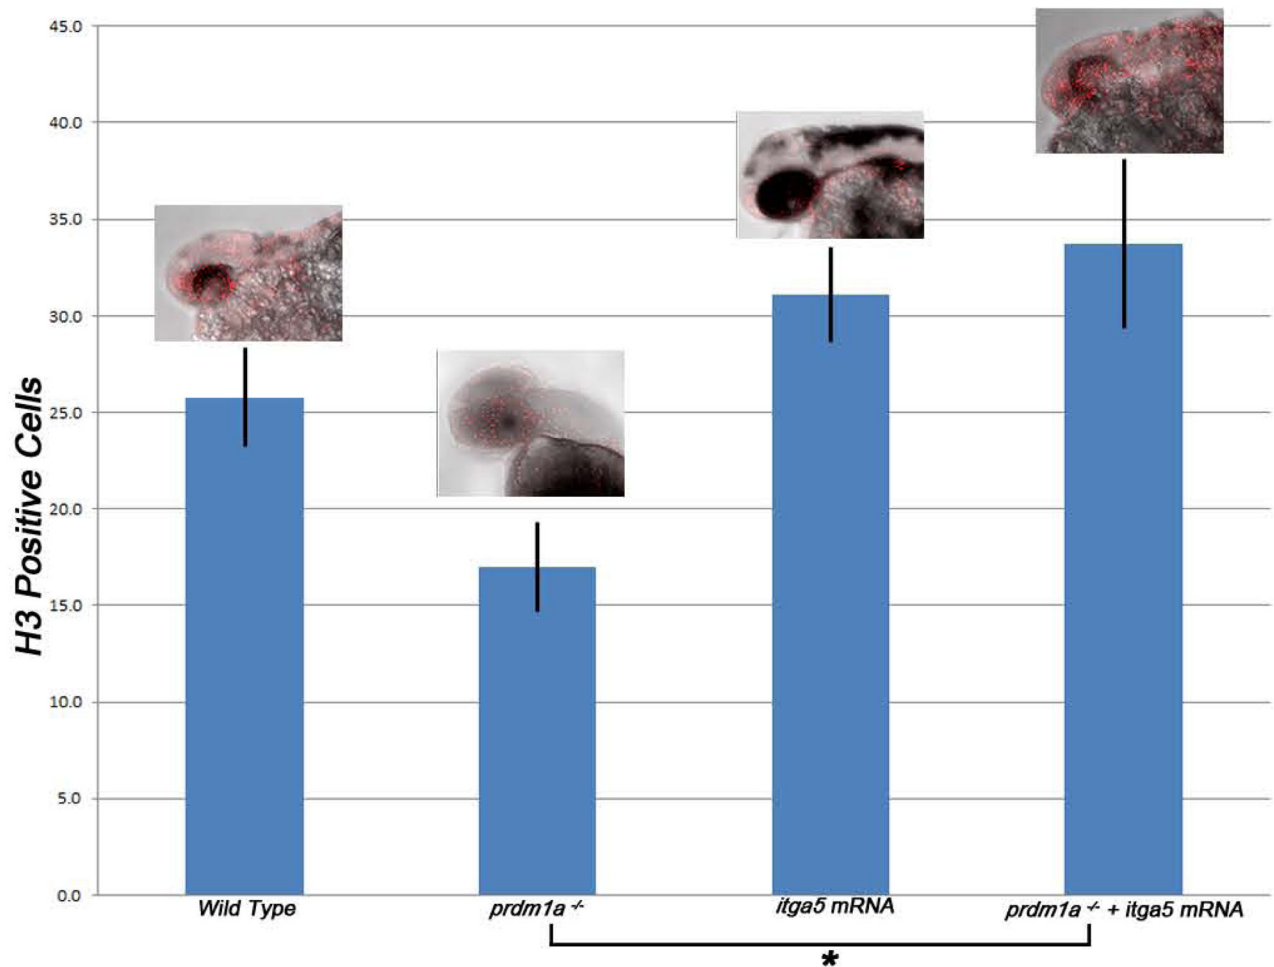 45.0
40.0
35.0
30.0
25.0
20.0
15.0
10.0
5.0
0.0
H3 Positive Cells
Wild Type
prdm1a -/-
itga5 mRNA
prdm1a -/- + itga5 mRNA
*